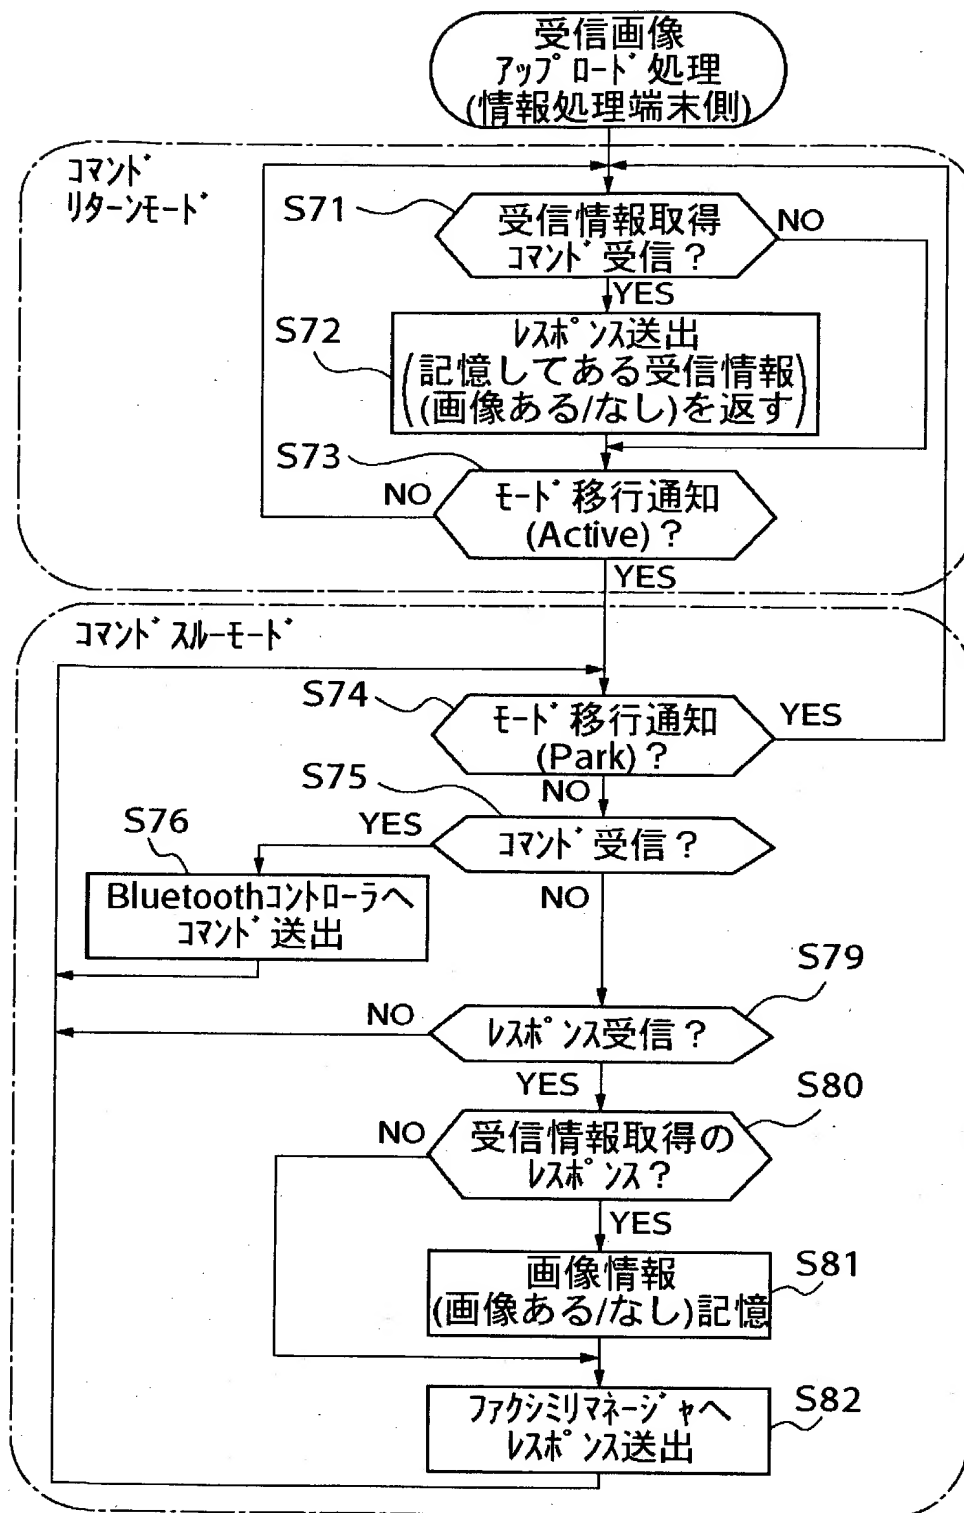 受信画像
アップロード処理
(情報処理端末側)
コマンド
リターンモード
S71
受信情報取得
コマンド受信？
NO
YES
S72
レスポンス送出
(記憶してある受信情報
(画像ある/なし)を返す)
S73
NO
モード移行通知
(Active)？
YES
コマンドスルーモード
S74
モード移行通知
(Park)？
YES
NO
S75
YES
コマンド受信？
NO
S76
Bluetoothコントローラへ
コマンド送出
S79
NO
レスポンス受信？
YES
S80
NO
受信情報取得の
レスポンス？
YES
S81
画像情報
(画像ある/なし)記憶
S82
ファクシミリマネージャへ
レスポンス送出